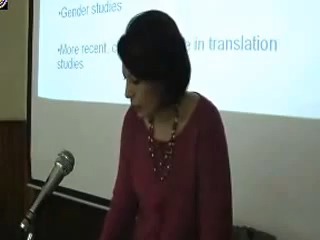 •Gender studies
•More recent, c e in translation
studies